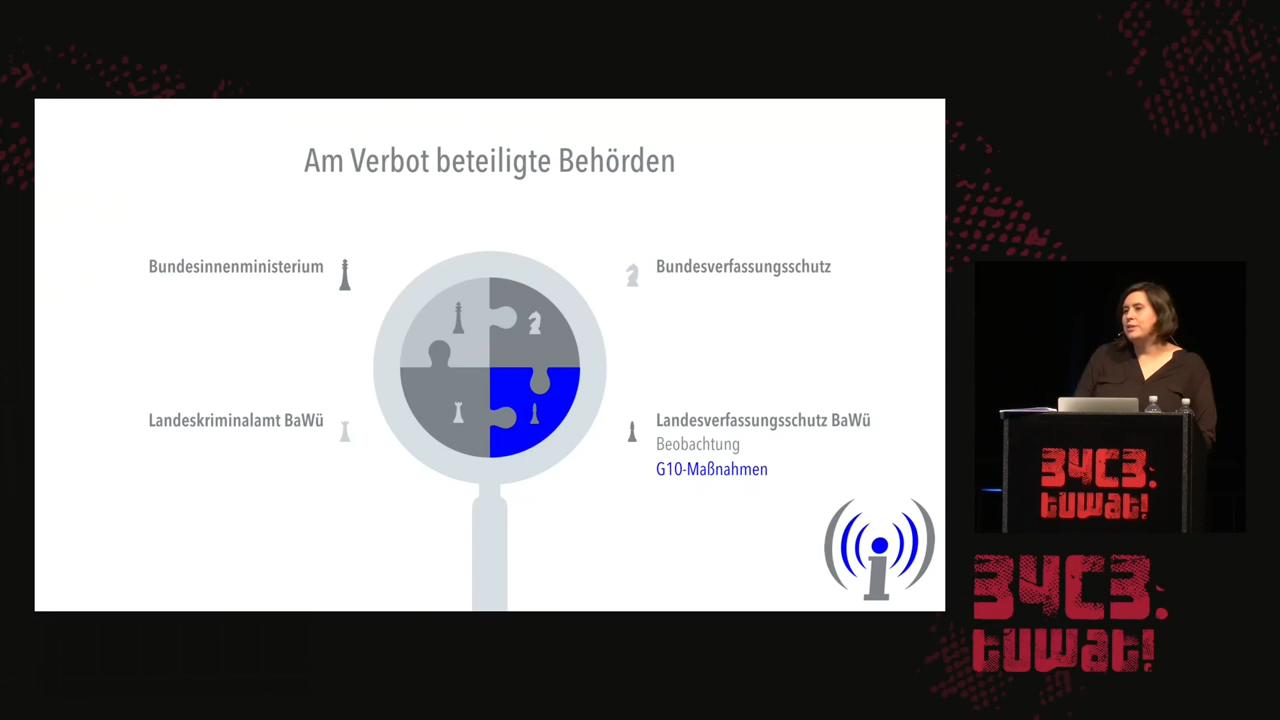 Am Verbot beteiligte Behörden
Bundesinnenministerium
Bundesverfassungsschutz
Landeskriminalamt BaWü
Landesverfassungsschutz BaWü
Beobachtung
G10-Maßnahmen
i
34C3.
tuwat!
34C3.
tuwat!